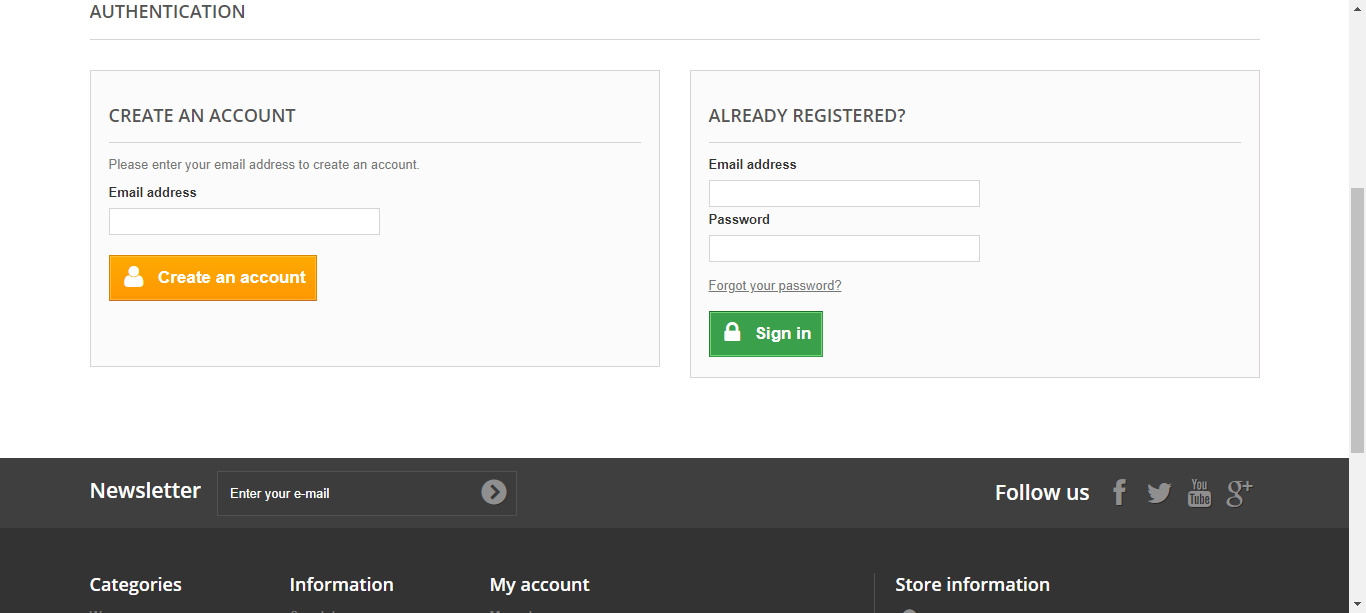 AUTHENTICATION
CREATE AN ACCOUNT
Please enter your email address to create an account.
Email address
Create an account
ALREADY REGISTERED?
Email address
Password
Forgot your password?
Sign in
Newsletter
Enter your e-mail
Follow us
You
Tube
g+
Categories
Information
My account
Store information